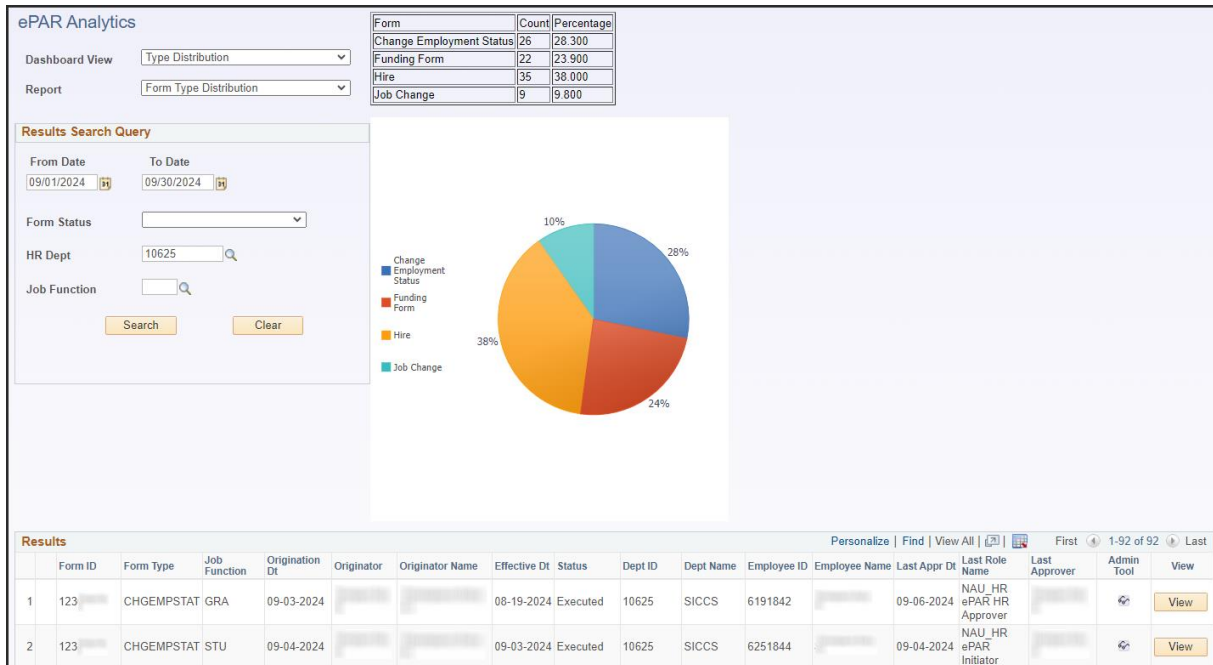 ePAR Analytics
Form Count Percentage
Change Employment Status 26 28.300
Funding Form 22 23.900
Hire 35 38.000
Job Change 9 9.800
Dashboard View Type Distribution
Report Form Type Distribution
Results Search Query
From Date To Date
09/01/2024 09/30/2024
Form Status
HR Dept 10625
Job Function
Search Clear
Change
Employment
Status
Funding
Form
Hire
Job Change
10%
28%
38%
24%
Results Personalize | Find | View All | First 1-92 of 92 Last
Form ID Form Type Job Function Origination Dt Originator Originator Name Effective Dt Status Dept ID Dept Name Employee ID Employee Name Last Appr Dt Last Role Name Last Approver Admin Tool View
1 123 CHGEMPSTAT GRA 09-03-2024 08-19-2024 Executed 10625 SICCS 6191842 09-06-2024 NAU_HR ePAR HR Approver View
2 123 CHGEMPSTAT STU 09-04-2024 09-03-2024 Executed 10625 SICCS 6251844 09-04-2024 NAU_HR ePAR Initiator View